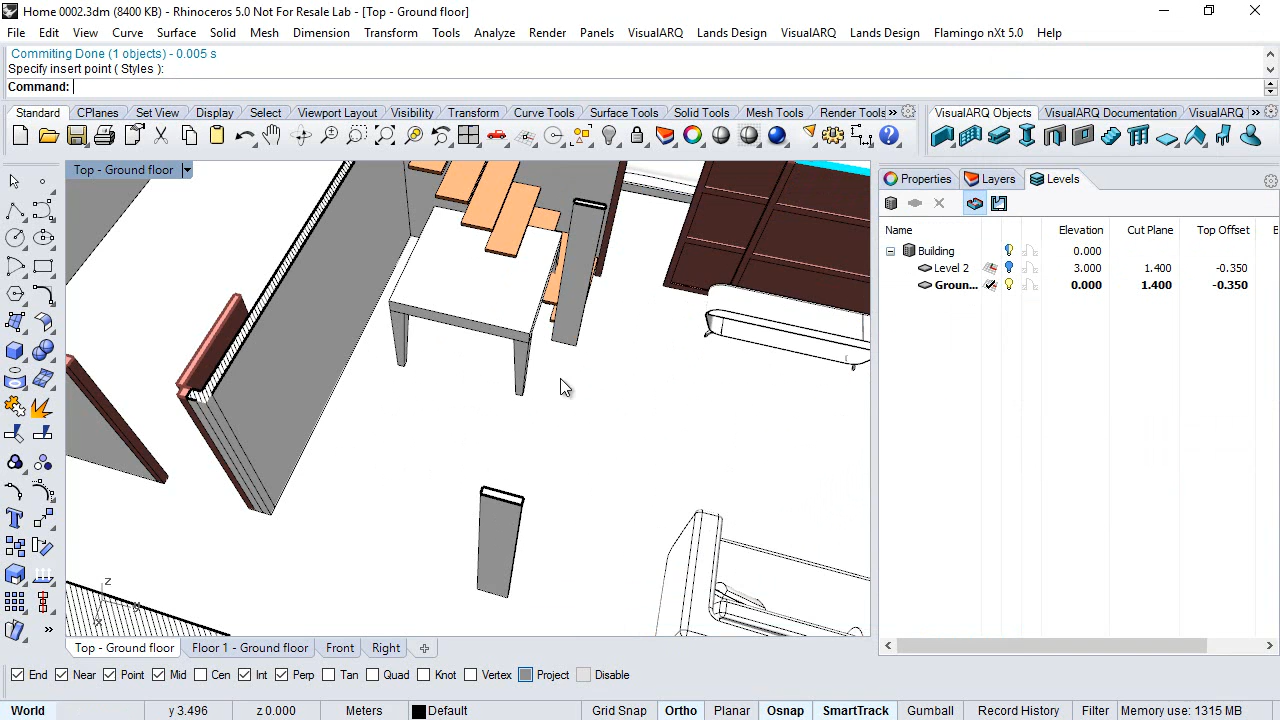 Home 0002.3dm (8400 KB) - Rhinoceros 5.0 Not For Resale Lab - [Top - Ground floor]
File Edit View Curve Surface Solid Mesh Dimension Transform Tools Analyze Render Panels VisualARQ Lands Design VisualARQ Lands Design Flamingo nXt 5.0 Help
Commiting Done (1 objects) - 0.005 s
Specify insert point ( Styles ):
Command:
Standard CPlanes Set View Display Select Viewport Layout Visibility Transform Curve Tools Surface Tools Solid Tools Mesh Tools Render Tools » VisualARQ Objects VisualARQ Documentation VisualARQ »
Top - Ground floor
Properties Layers Levels
Name Elevation Cut Plane Top Offset E
Building 0.000
Level 2 3.000 1.400 -0.350
Groun... 0.000 1.400 -0.350
z
x
Top - Ground floor Floor 1 - Ground floor Front Right
End Near Point Mid Cen Int Perp Tan Quad Knot Vertex Project Disable
World y 3.496 z 0.000 Meters Default Grid Snap Ortho Planar Osnap SmartTrack Gumball Record History Filter Memory use: 1315 MB